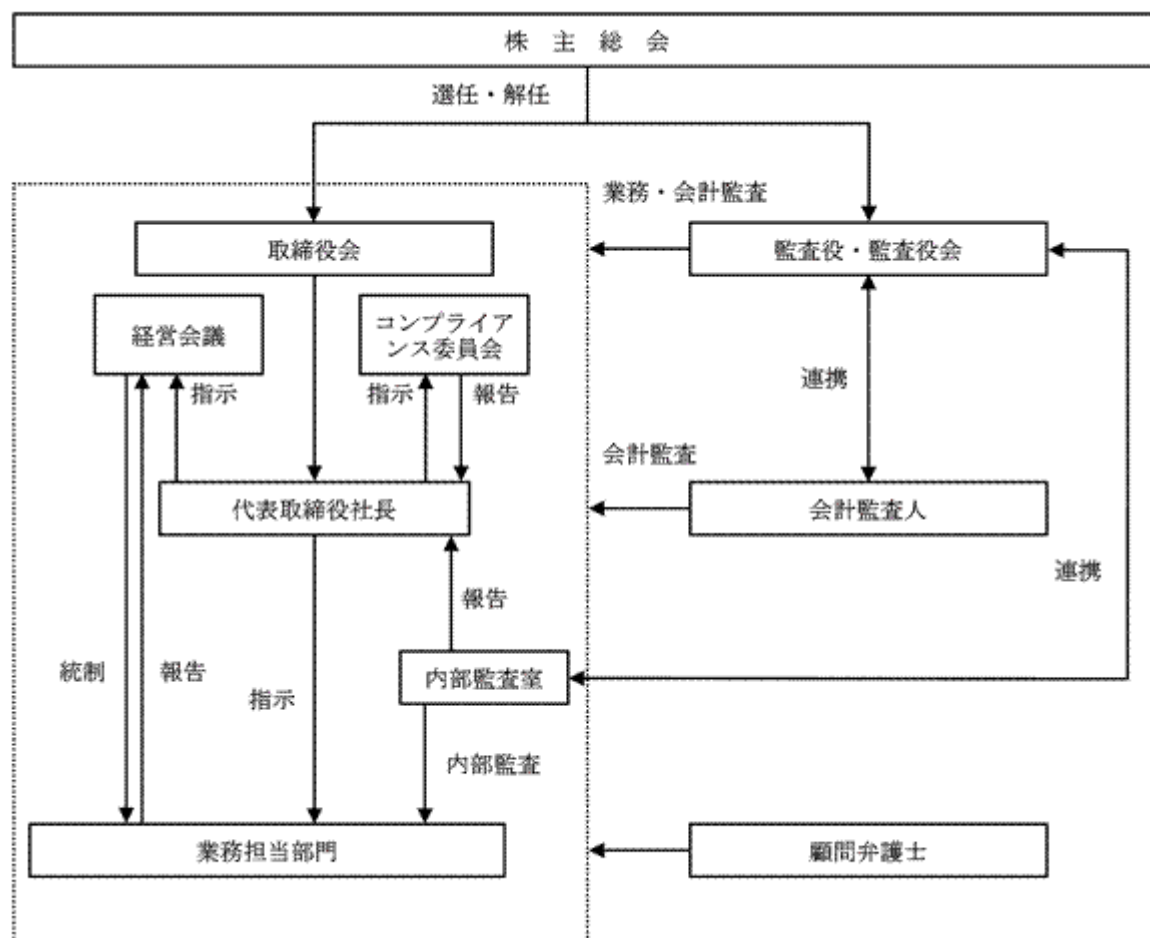 株主総会
選任・解任
業務・会計監査
取締役会
監査役・監査役会
経営会議
コンプライア
ンス委員会
指示
指示
報告
連携
会計監査
代表取締役社長
会計監査人
連携
報告
統制
報告
指示
内部監査室
内部監査
業務担当部門
顧問弁護士